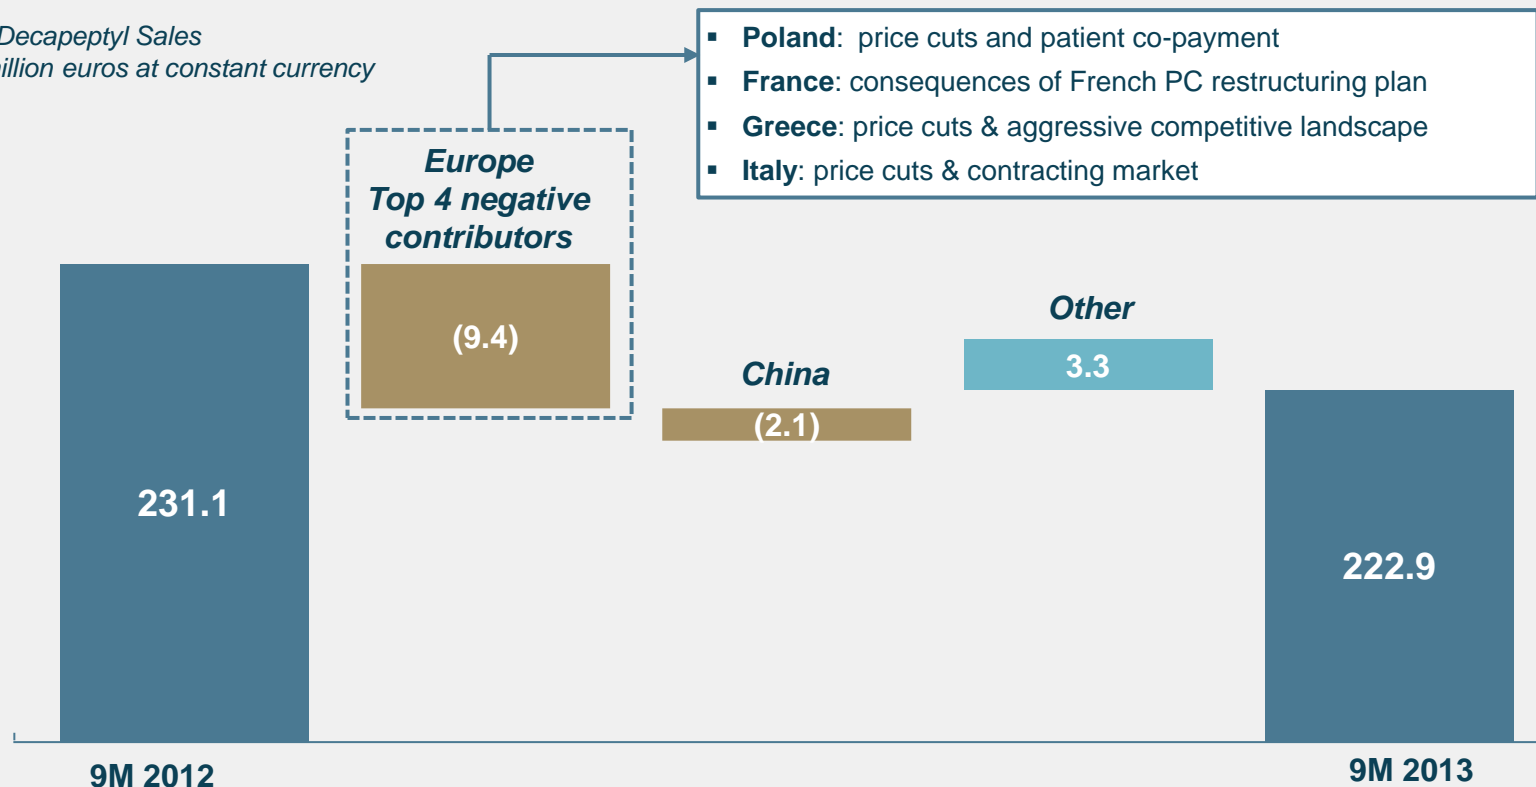 Decapeptyl Sales
illion euros at constant currency
▪ Poland: price cuts and patient co-payment
▪ France: consequences of French PC restructuring plan
▪ Greece: price cuts & aggressive competitive landscape
▪ Italy: price cuts & contracting market
Europe
Top 4 negative
contributors
(9.4)
China
(2.1)
Other
3.3
231.1
222.9
9M 2012
9M 2013